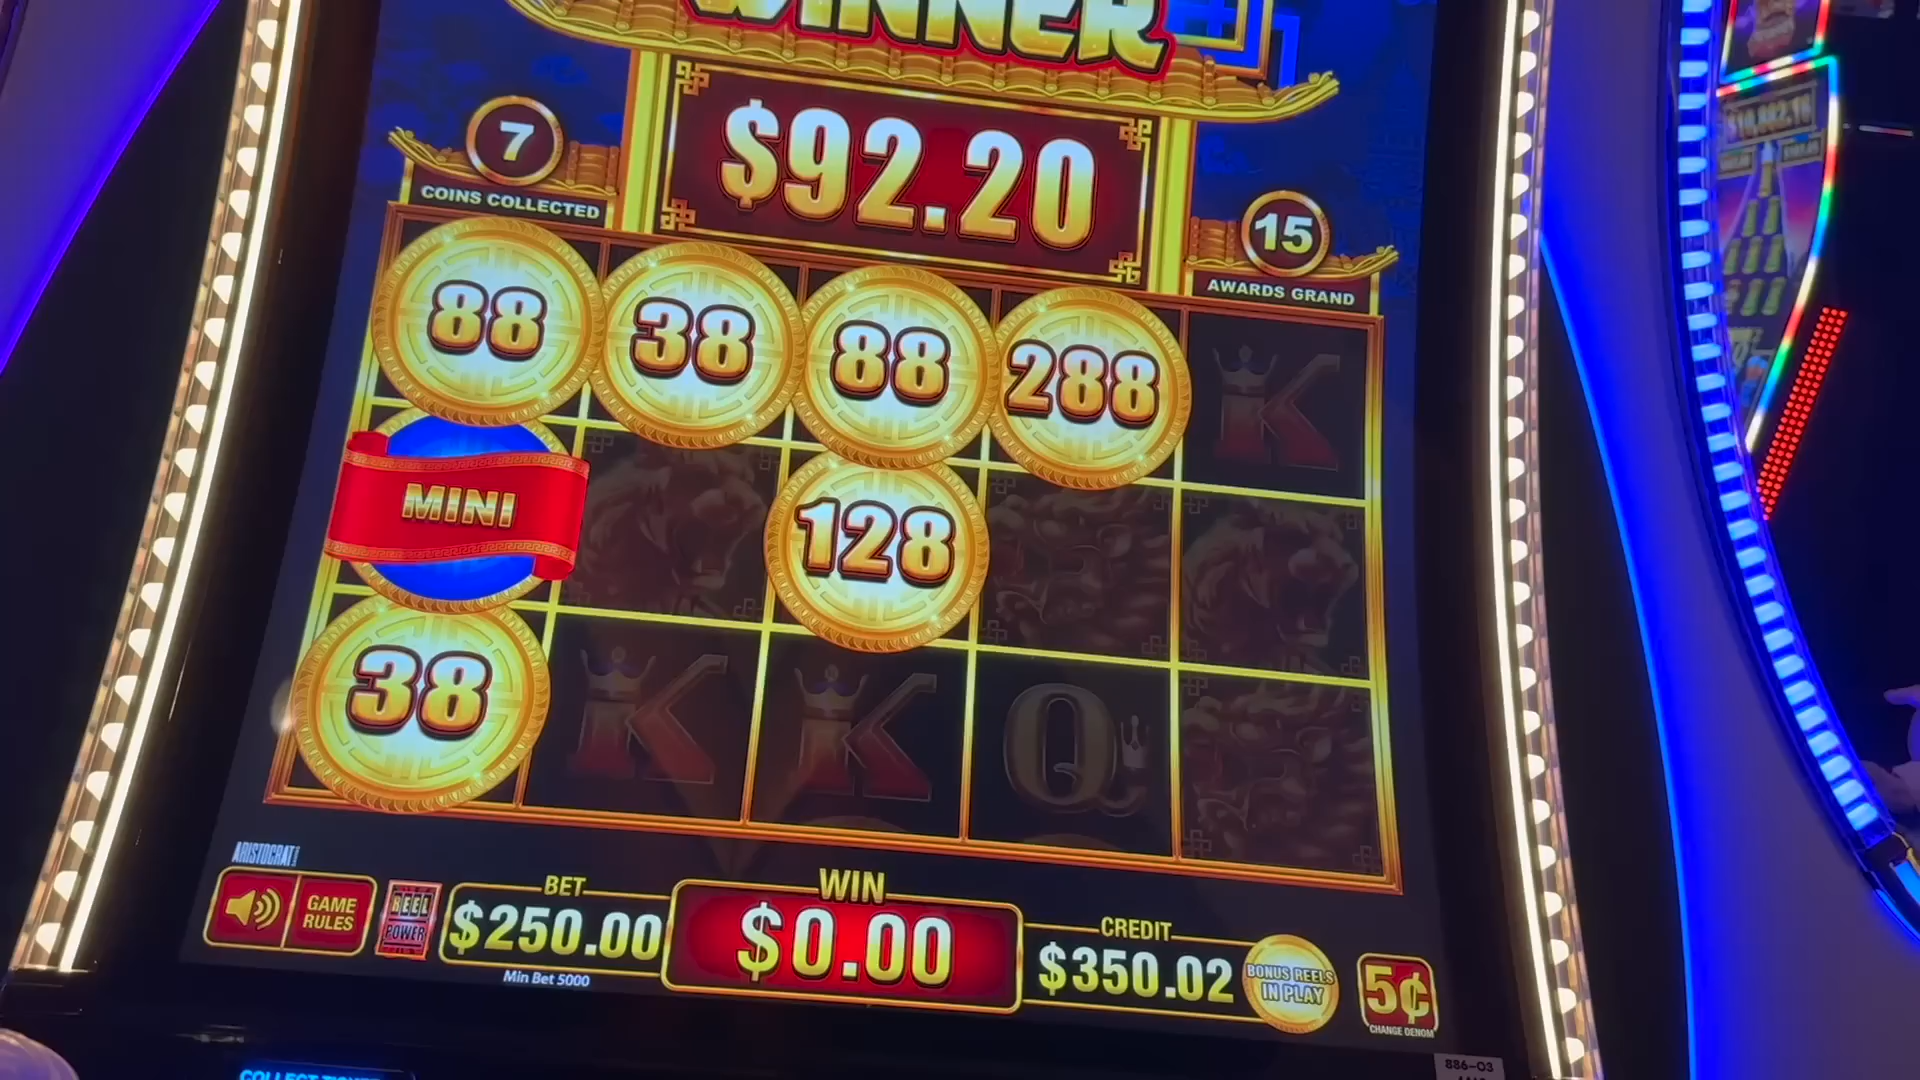 WINNER
$92.20
7
COINS COLLECTED
15
AWARDS GRAND
88
38
88
288
K
MINI
128
38
K
K
Q
ARISTOCRAT
GAME RULES
REEL POWER
BET
$250.00
Min Bet 5000
WIN
$0.00
CREDIT
$350.02
BONUS REELS
IN PLAY
5¢
CHANGE DENOM
886-03